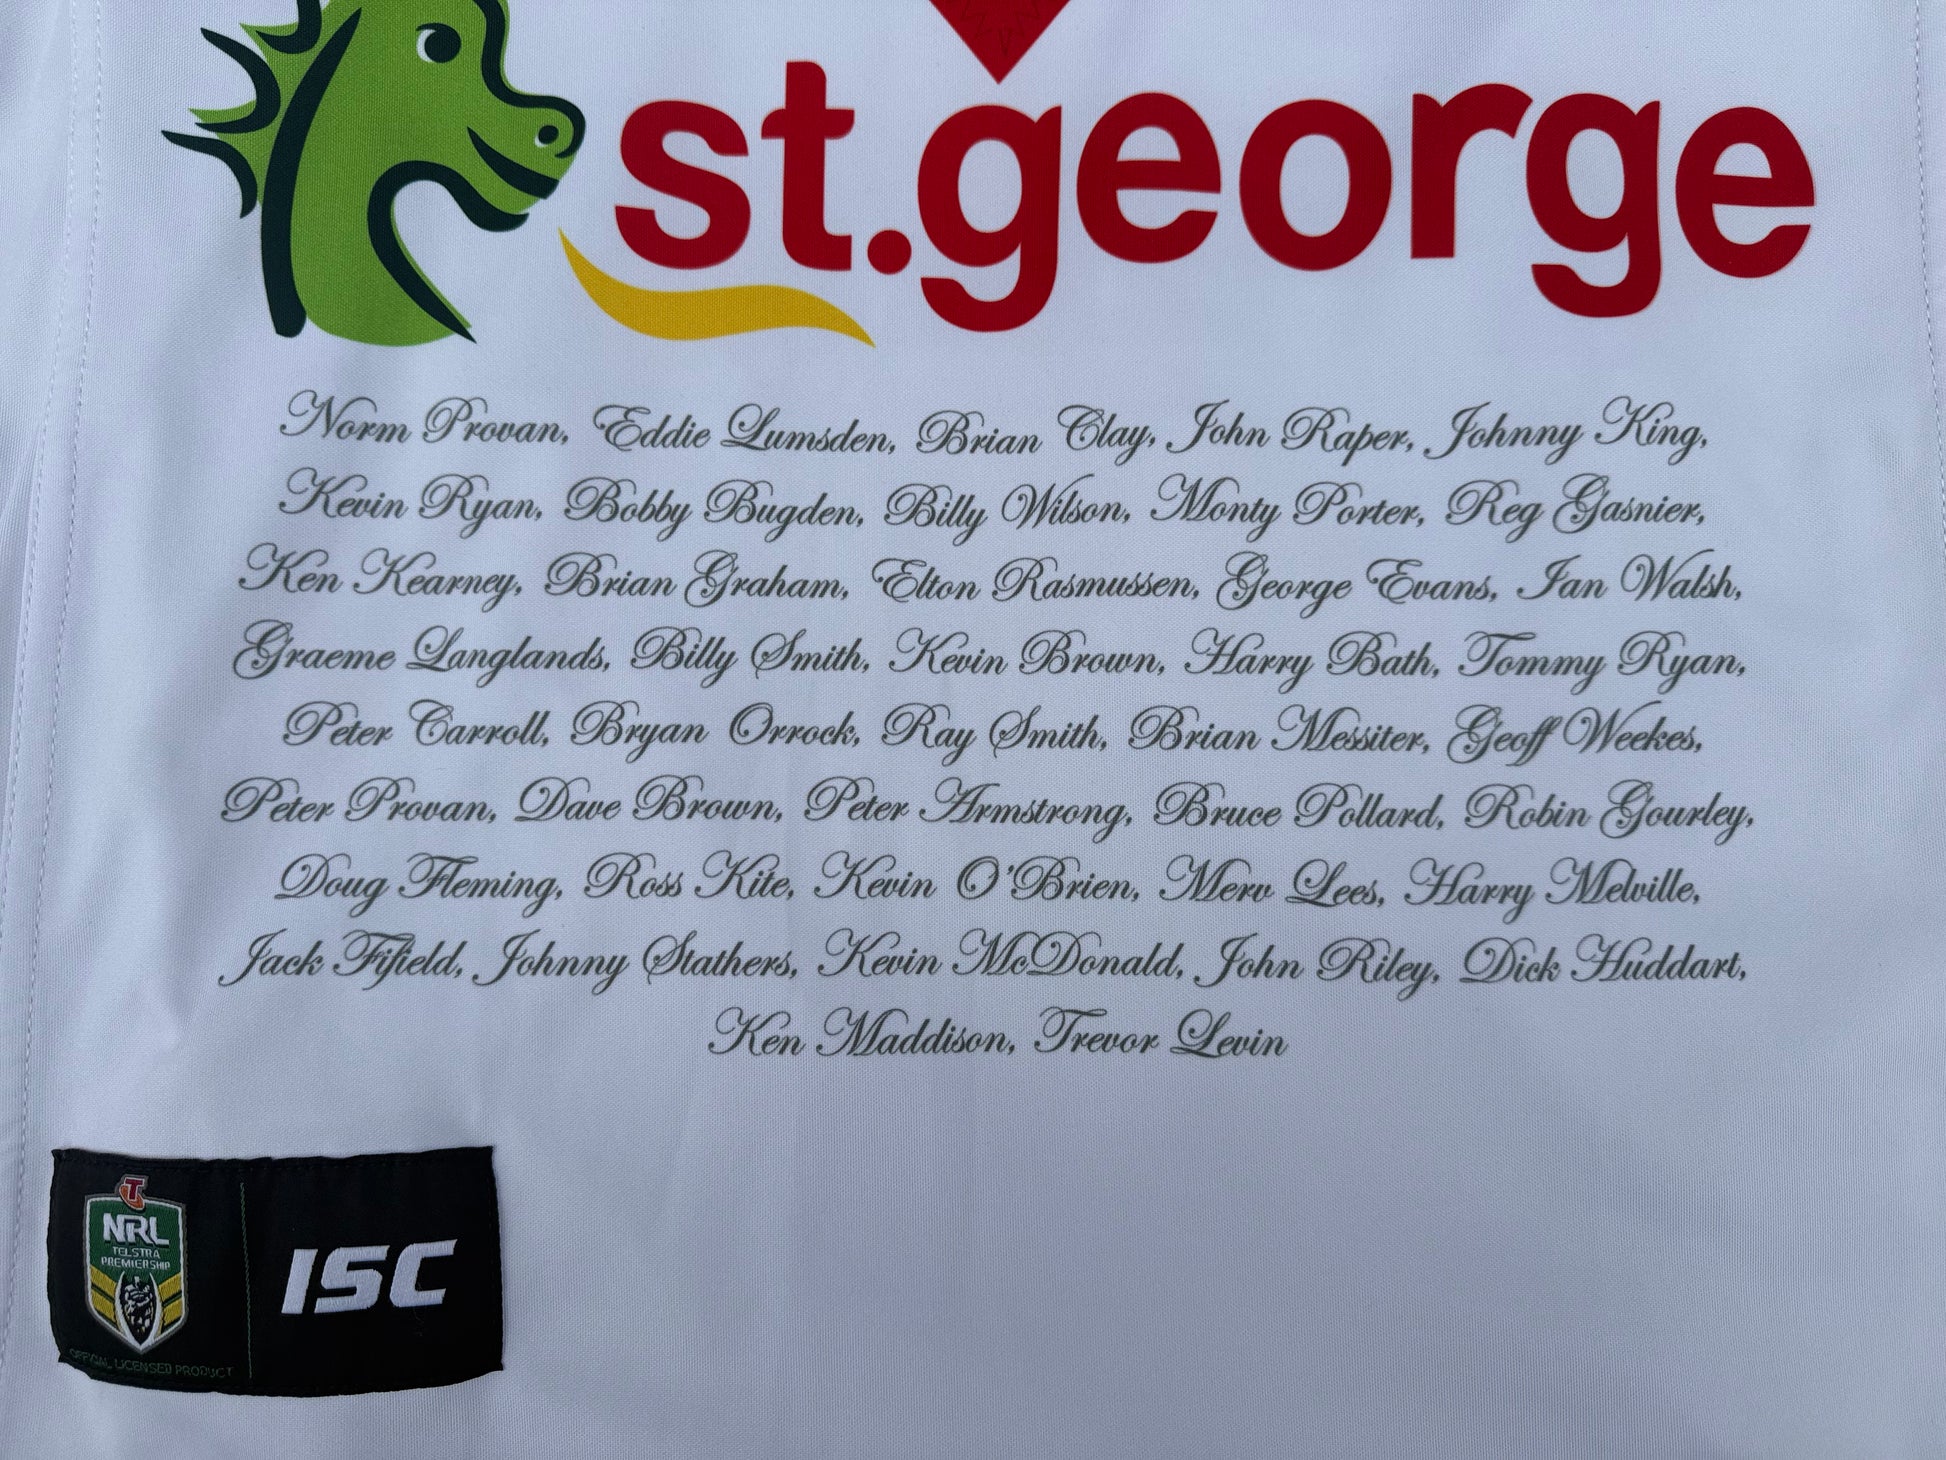 st.george
Norm Provan, Eddie Lumsden, Brian Clay, John Raper, Johnny King,
Kevin Ryan, Bobby Bugden, Billy Wilson, Monty Porter, Reg Gasnier,
Ken Kearney, Brian Graham, Elton Rasmussen, George Evans, Ian Walsh,
Graeme Langlands, Billy Smith, Kevin Brown, Harry Bath, Tommy Ryan,
Peter Carroll, Bryan Orrock, Ray Smith, Brian Messiter, Geoff Weekes,
Peter Provan, Dave Brown, Peter Armstrong, Bruce Pollard, Robin Gourley,
Doug Fleming, Ross Kite, Kevin O'Brien, Merv Lees, Harry Melville,
Jack Fifield, Johnny Stathers, Kevin McDonald, John Riley, Dick Huddart,
Ken Maddison, Trevor Levin
T
NRL
TELSTRA
PREMIERSHIP
OFFICIAL LICENSED PRODUCT
ISC